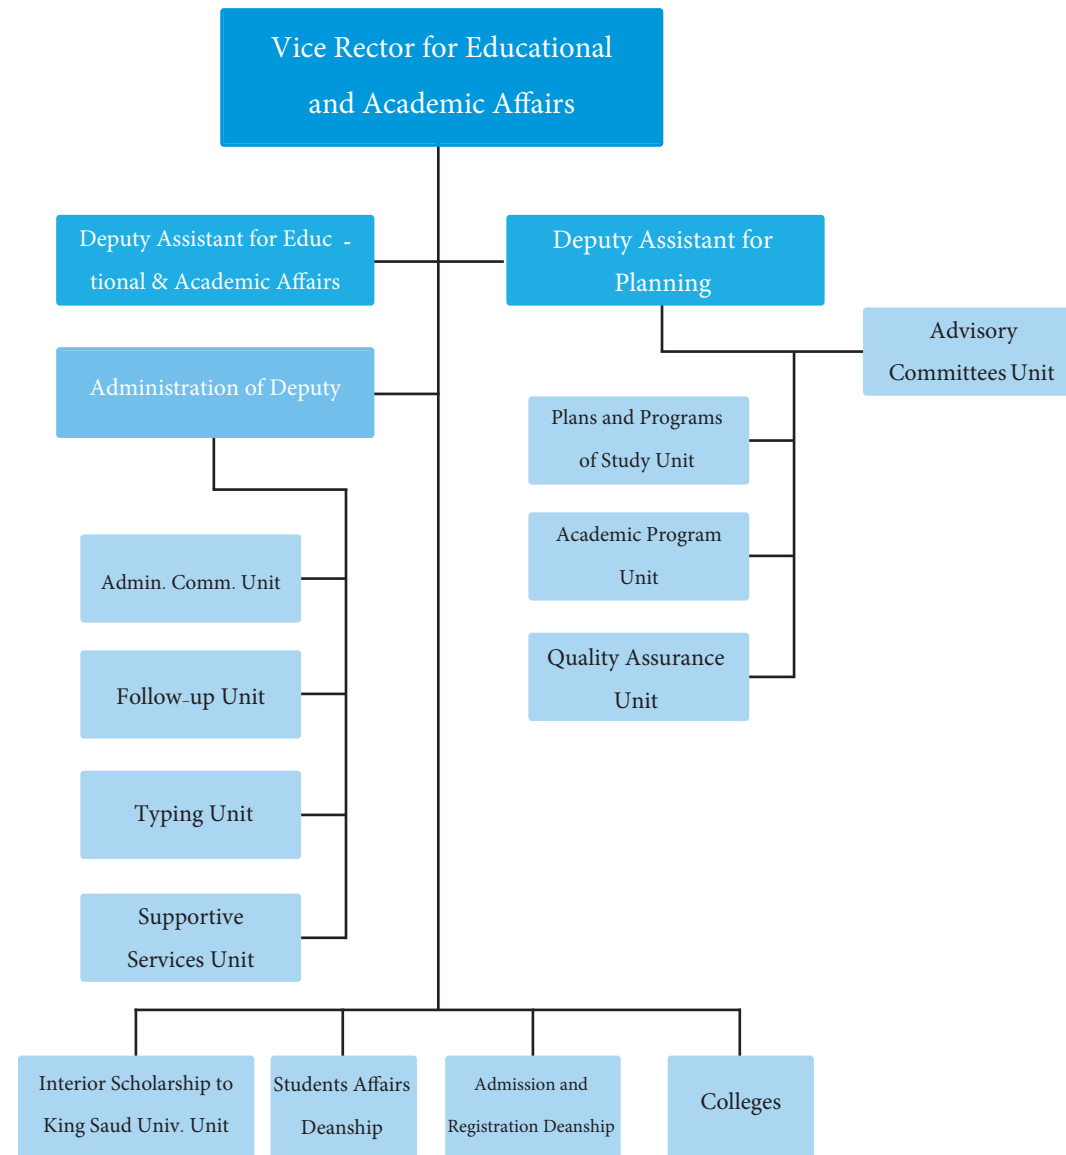 Vice Rector for Educational
and Academic Affairs
Deputy Assistant for Educ -
tional & Academic Affairs
Deputy Assistant for
Planning
Advisory
Committees Unit
Administration of Deputy
Plans and Programs
of Study Unit
Academic Program
Unit
Quality Assurance
Unit
Admin. Comm. Unit
Follow-up Unit
Typing Unit
Supportive
Services Unit
Interior Scholarship to
King Saud Univ. Unit
Students Affairs
Deanship
Admission and
Registration Deanship
Colleges